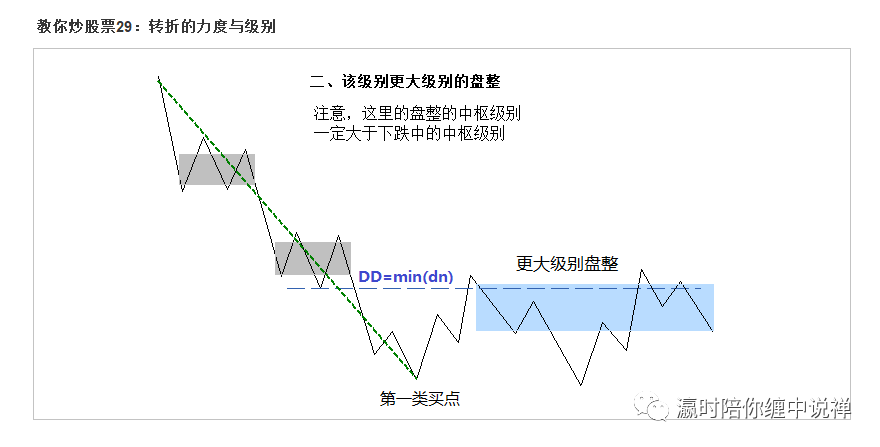 教你炒股票29：转折的力度与级别
二、该级别更大级别的盘整
注意，这里的盘整的中枢级别
一定大于下跌中的中枢级别
更大级别盘整
DD=min(dn)
第一类买点
瀛时陪你缠中说禅